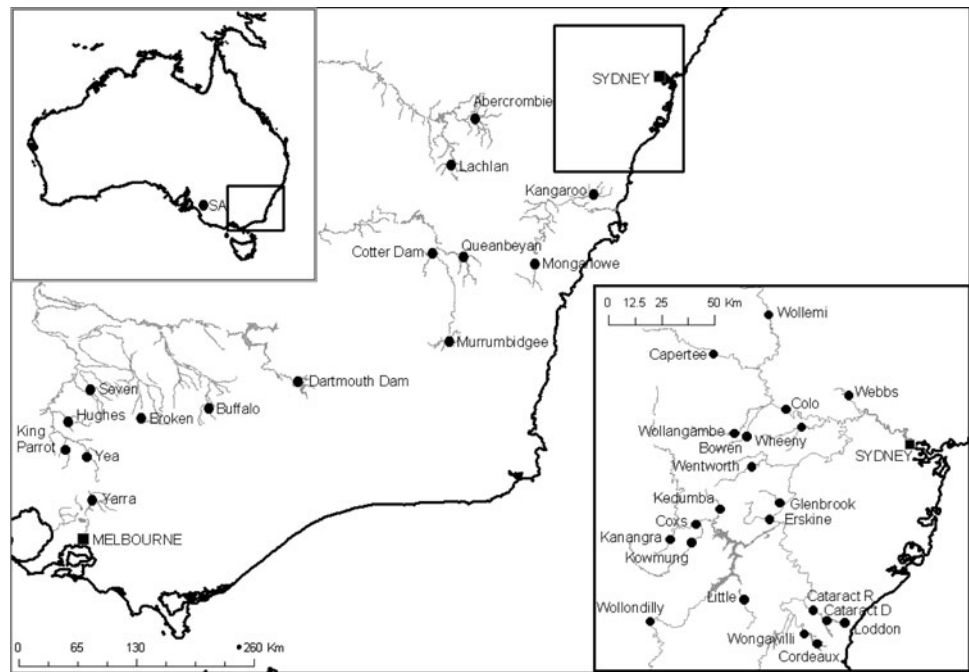 SYDNEY
Abercrombie
Lachlan
SA
Kangaroo
Cotter Dam
Queanbeyan
Mongarlowe
Murrumbidgee
Dartmouth Dam
Seven
Hughes
Broken
Buffalo
King
Parrot
Yea
Yarra
MELBOURNE
0 65 130 260 Km
0 12.5 25 50 Km
Wollemi
Capertee
Webbs
Colo
Wollangambe
Bowen
Wheeny
SYDNEY
Wentworth
Kedumba
Glenbrook
Coxs
Erskine
Kanangra
Kowmung
Little
Cataract R
Wollondilly
Cataract D
Loddon
Wongawilli
Cordeaux